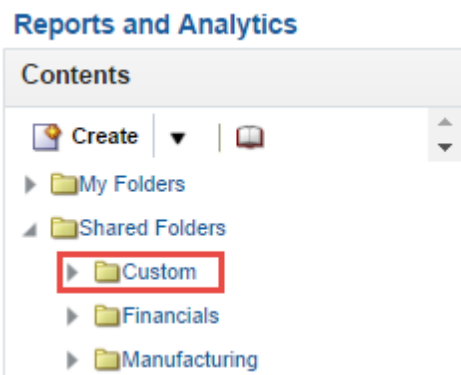 Reports and Analytics
Contents
Create
My Folders
Shared Folders
Custom
Financials
Manufacturing